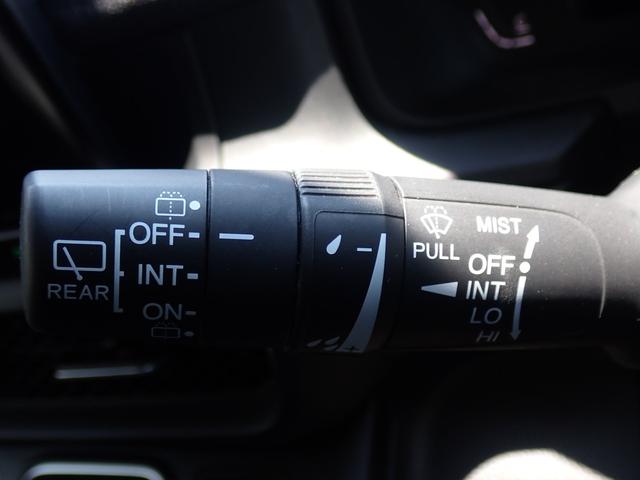 REAR
OFF
INT
ON
PULL
MIST
OFF
INT
LO
HI